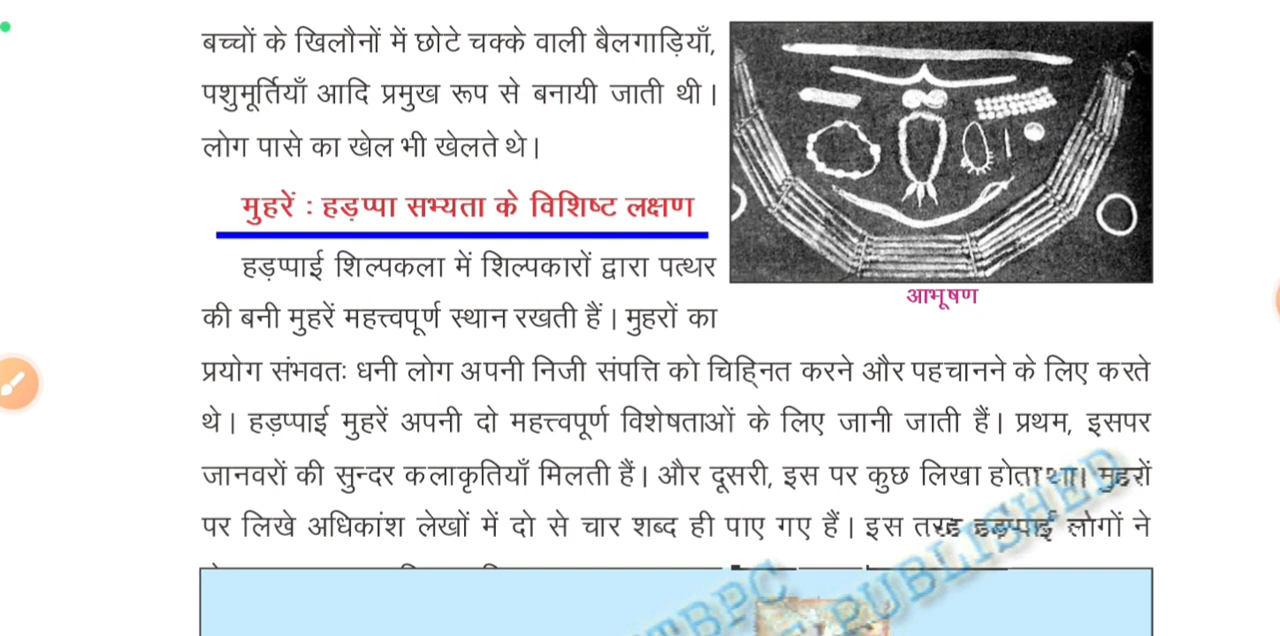 बच्चों के खिलौनों में छोटे चक्के वाली बैलगाड़ियाँ,
पशुमूर्तियाँ आदि प्रमुख रूप से बनायी जाती थी।
लोग पासे का खेल भी खेलते थे।
मुहरें : हड़प्पा सभ्यता के विशिष्ट लक्षण
हड़प्पाई शिल्पकला में शिल्पकारों द्वारा पत्थर
की बनी मुहरें महत्त्वपूर्ण स्थान रखती हैं। मुहरों का
आभूषण
प्रयोग संभवतः धनी लोग अपनी निजी संपत्ति को चिह्नित करने और पहचानने के लिए करते
थे। हड़प्पाई मुहरें अपनी दो महत्त्वपूर्ण विशेषताओं के लिए जानी जाती हैं। प्रथम, इसपर
जानवरों की सुन्दर कलाकृतियाँ मिलती हैं। और दूसरी, इस पर कुछ लिखा होता था। मुहरों
पर लिखे अधिकांश लेखों में दो से चार शब्द ही पाए गए हैं। इस तरह हड़प्पाई लोगों ने
TBPC
PUBLISHED